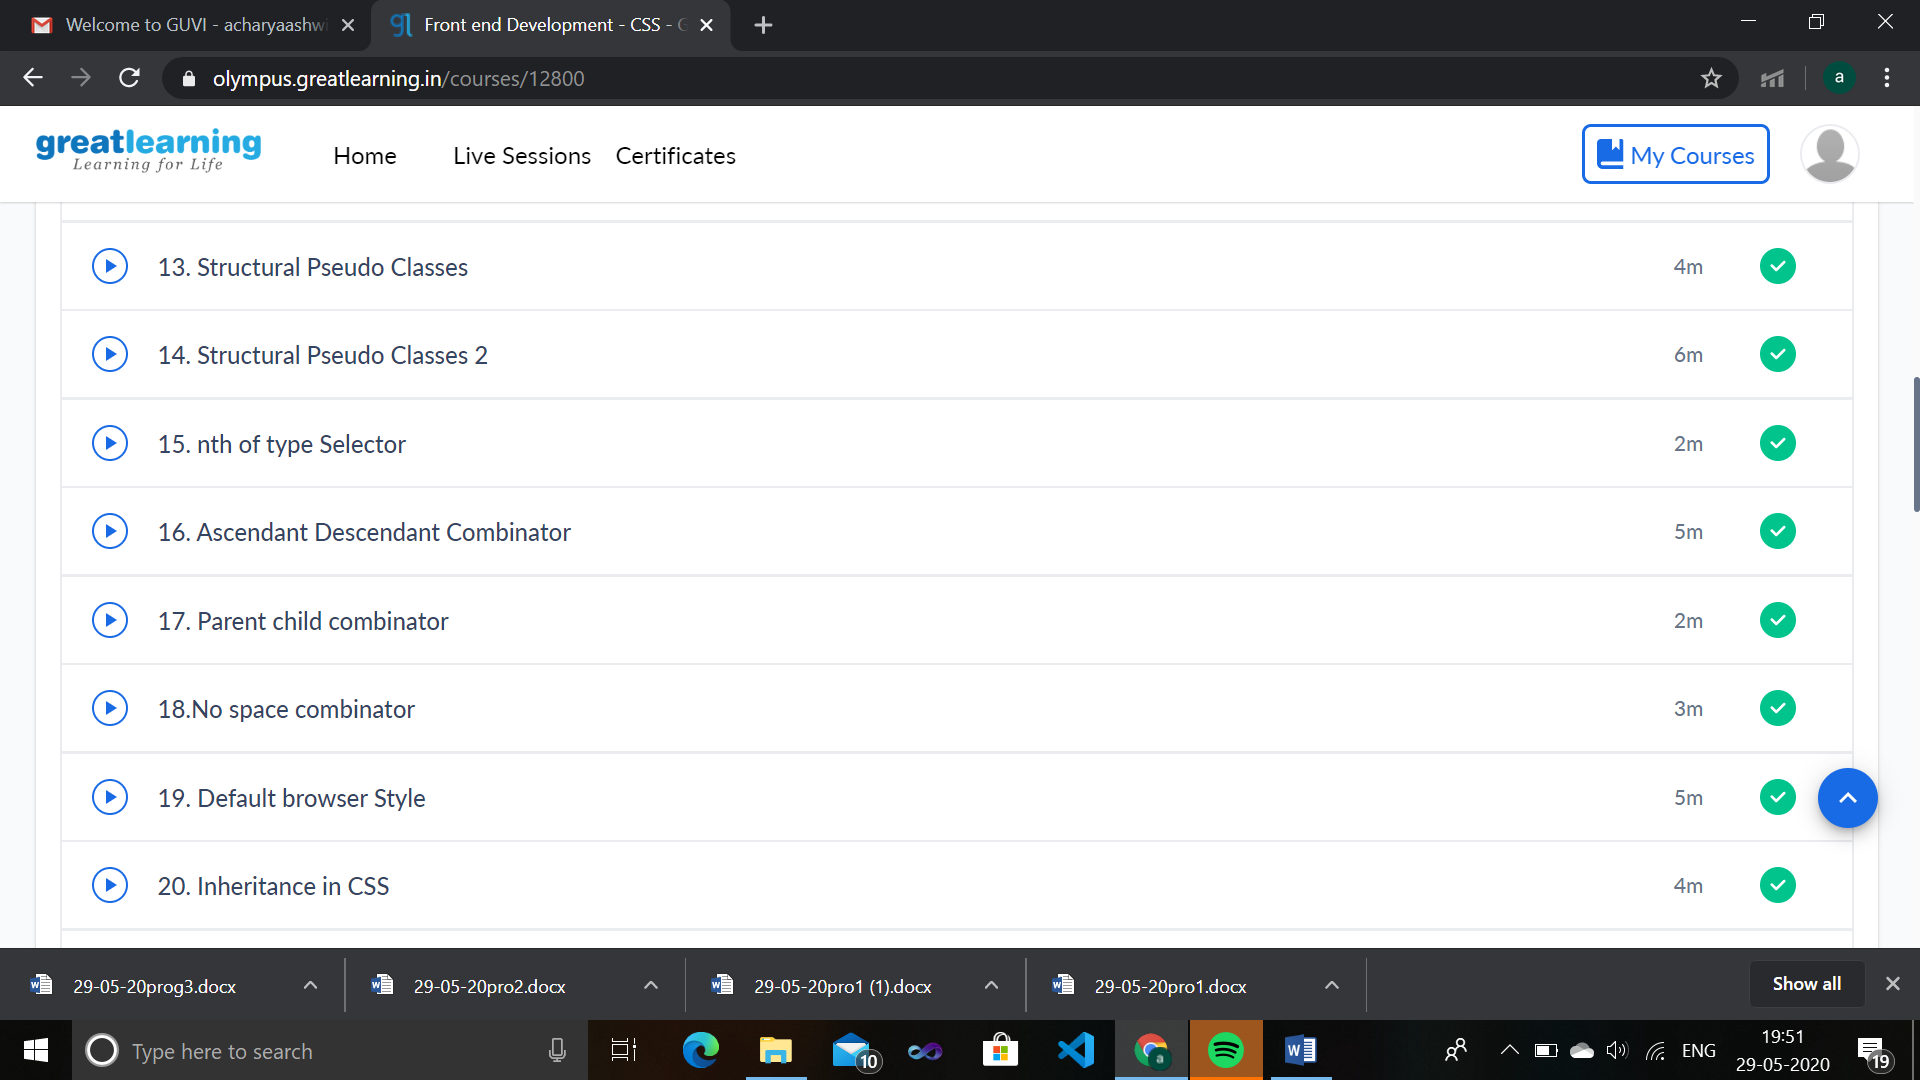 Welcome to GUVI - acharyaashwi
Front end Development - CSS - G
olympus.greatlearning.in/courses/12800
a
greatlearning
Learning for Life
Home
Live Sessions
Certificates
My Courses
13. Structural Pseudo Classes
4m
14. Structural Pseudo Classes 2
6m
15. nth of type Selector
2m
16. Ascendant Descendant Combinator
5m
17. Parent child combinator
2m
18.No space combinator
3m
19. Default browser Style
5m
20. Inheritance in CSS
4m
29-05-20prog3.docx
29-05-20pro2.docx
29-05-20pro1 (1).docx
29-05-20pro1.docx
Show all
Type here to search
10
a
ENG
19:51
29-05-2020
19